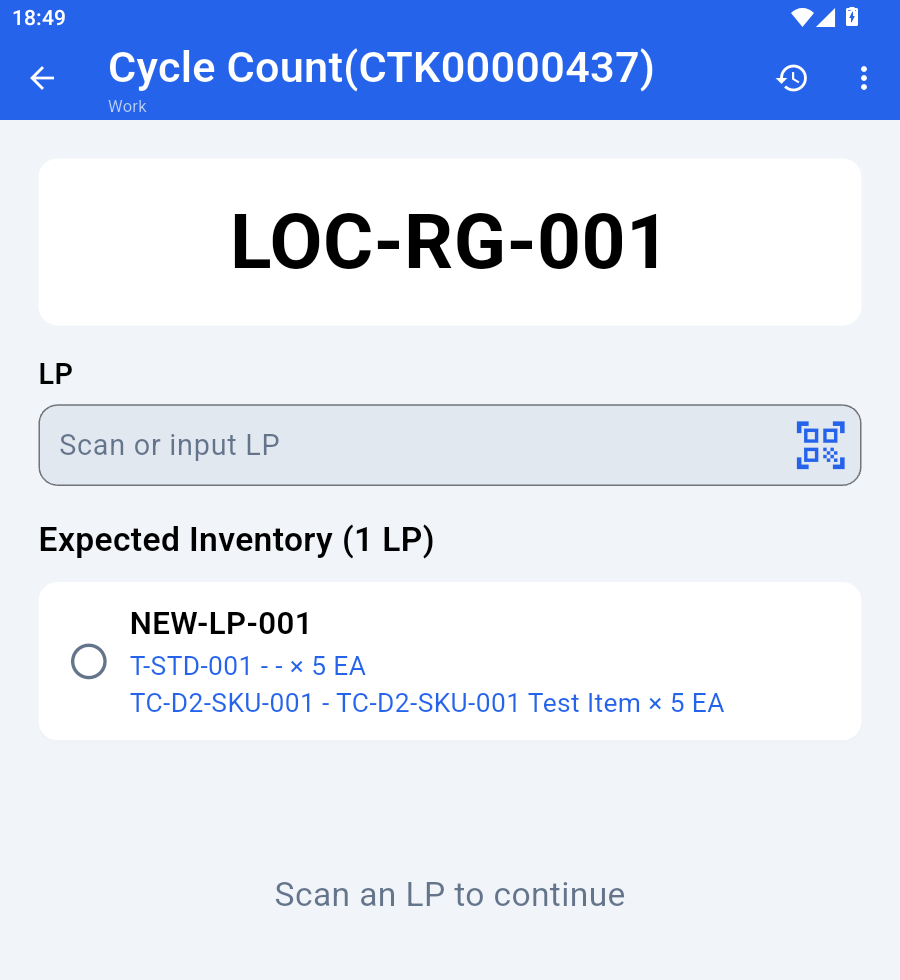 18:49
Cycle Count(CTK00000437)
Work
LOC-RG-001
LP
Scan or input LP
Expected Inventory (1 LP)
NEW-LP-001
T-STD-001 - - × 5 EA
TC-D2-SKU-001 - TC-D2-SKU-001 Test Item × 5 EA
Scan an LP to continue